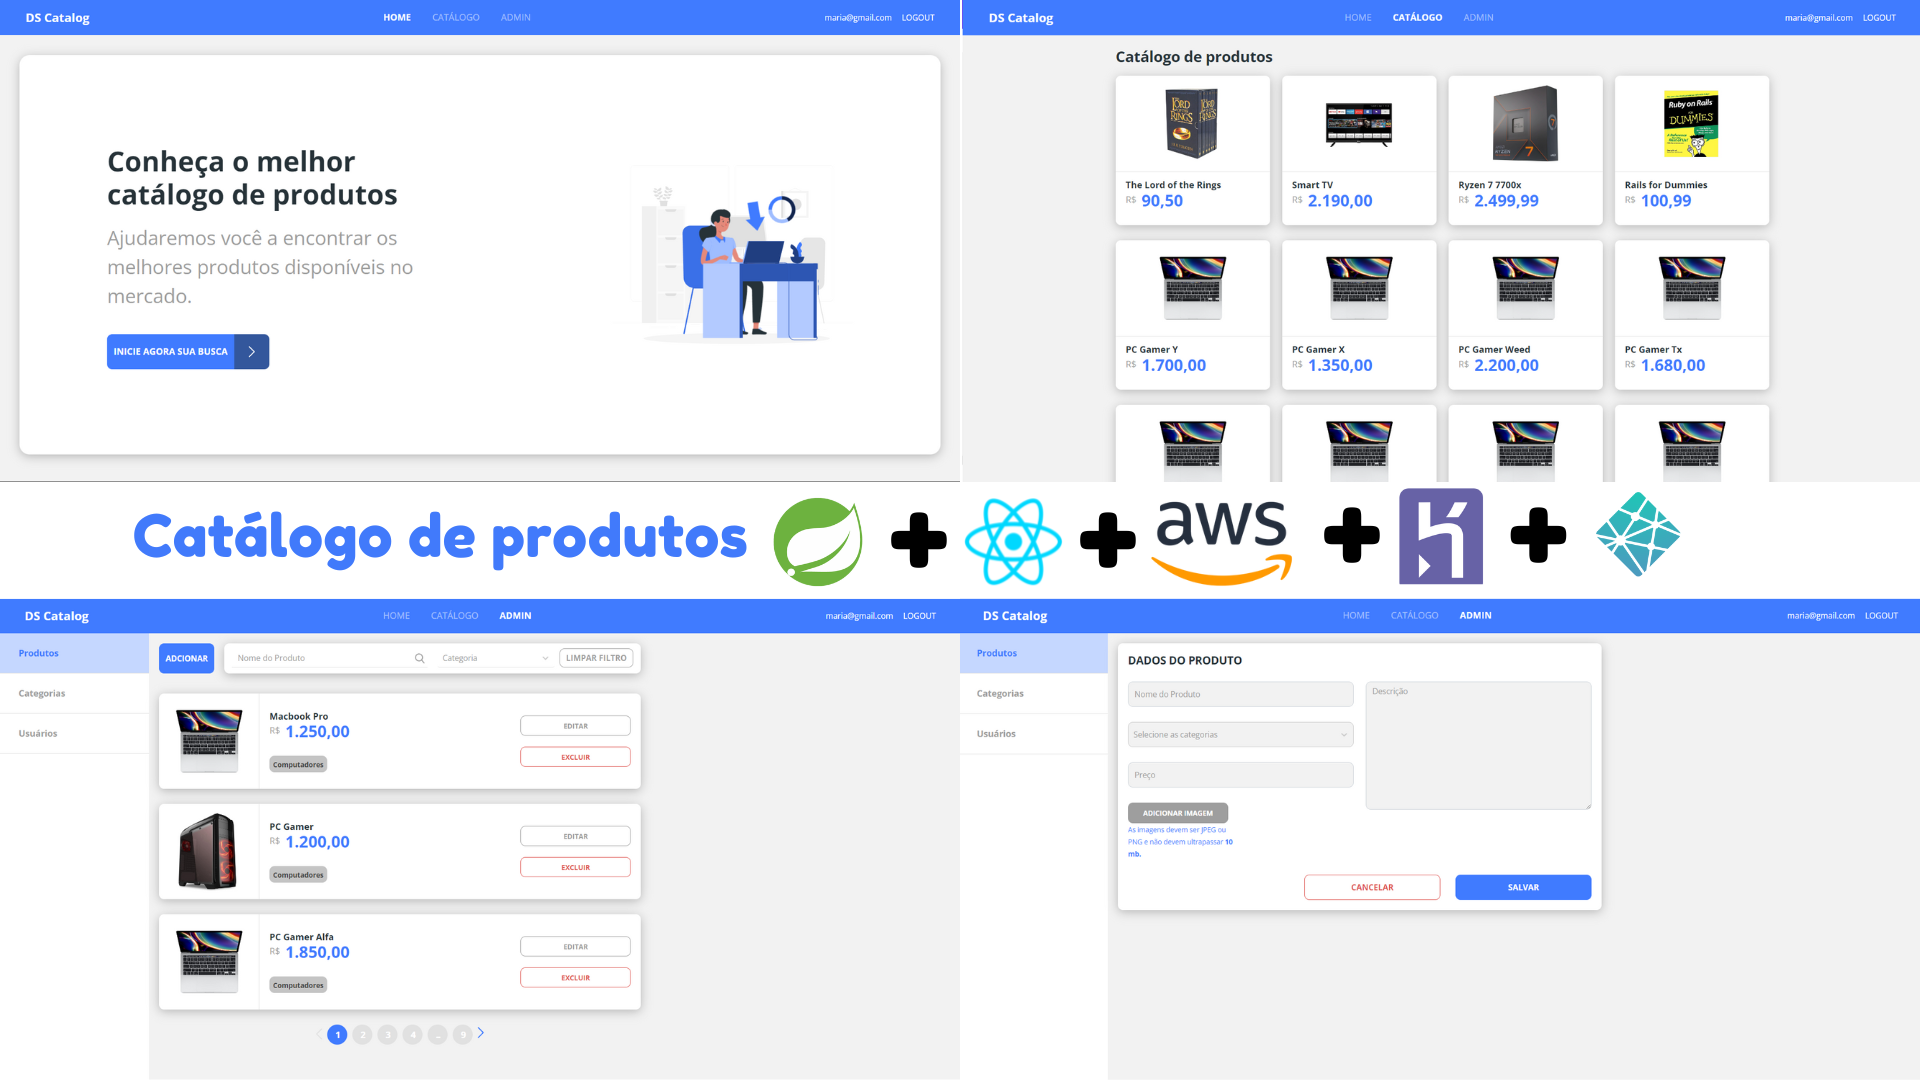 DS Catalog
HOME CATÁLOGO ADMIN
maria@gmail.com LOGOUT
Conheça o melhor
catálogo de produtos
Ajudaremos você a encontrar os
melhores produtos disponíveis no
mercado.
INICIE AGORA SUA BUSCA
DS Catalog
HOME CATÁLOGO ADMIN
maria@gmail.com LOGOUT
Catálogo de produtos
The Lord of the Rings
R$ 90,50
Smart TV
R$ 2.190,00
RYZEN 7
Ryzen 7 7700x
R$ 2.499,99
Ruby on Rails
DUMMIES
Rails for Dummies
R$ 100,99
PC Gamer Y
R$ 1.700,00
PC Gamer X
R$ 1.350,00
PC Gamer Weed
R$ 2.200,00
PC Gamer Tx
R$ 1.680,00
Catálogo de produtos + + aws + +
DS Catalog
HOME CATÁLOGO ADMIN
maria@gmail.com LOGOUT
Produtos
Categorias
Usuários
ADCIONAR
Nome do Produto
Categoria
LIMPAR FILTRO
Macbook Pro
R$ 1.250,00
Computadores
EDITAR
EXCLUIR
PC Gamer
R$ 1.200,00
Computadores
EDITAR
EXCLUIR
PC Gamer Alfa
R$ 1.850,00
Computadores
EDITAR
EXCLUIR
1 2 3 4 ... 9
DS Catalog
HOME CATÁLOGO ADMIN
maria@gmail.com LOGOUT
Produtos
Categorias
Usuários
DADOS DO PRODUTO
Nome do Produto
Selecione as categorias
Preço
Descrição
ADICIONAR IMAGEM
As imagens devem ser JPEG ou
PNG e não devem ultrapassar 10
mb.
CANCELAR
SALVAR